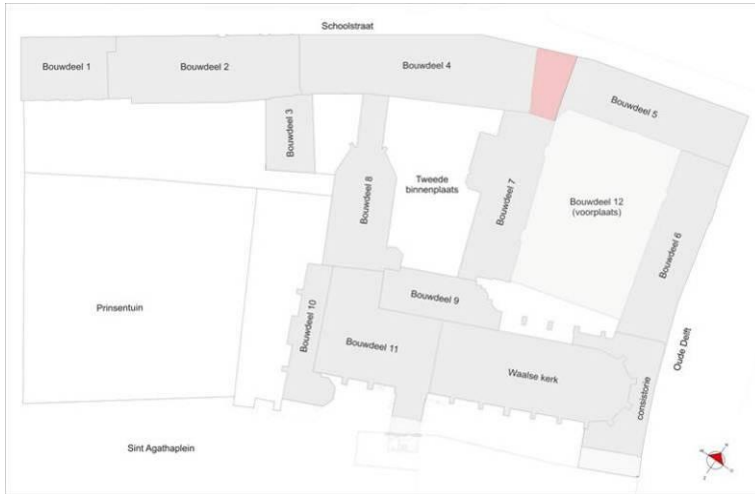 Schoolstraat
Bouwdeel 1
Bouwdeel 2
Bouwdeel 4
Bouwdeel 5
Bouwdeel 3
Bouwdeel 8
Tweede
binnenplaats
Bouwdeel 7
Bouwdeel 12
(voorplaats)
Bouwdeel 6
Prinsentuin
Bouwdeel 10
Bouwdeel 9
Bouwdeel 11
Waalse kerk
consistorie
Oude Delft
Sint Agathaplein